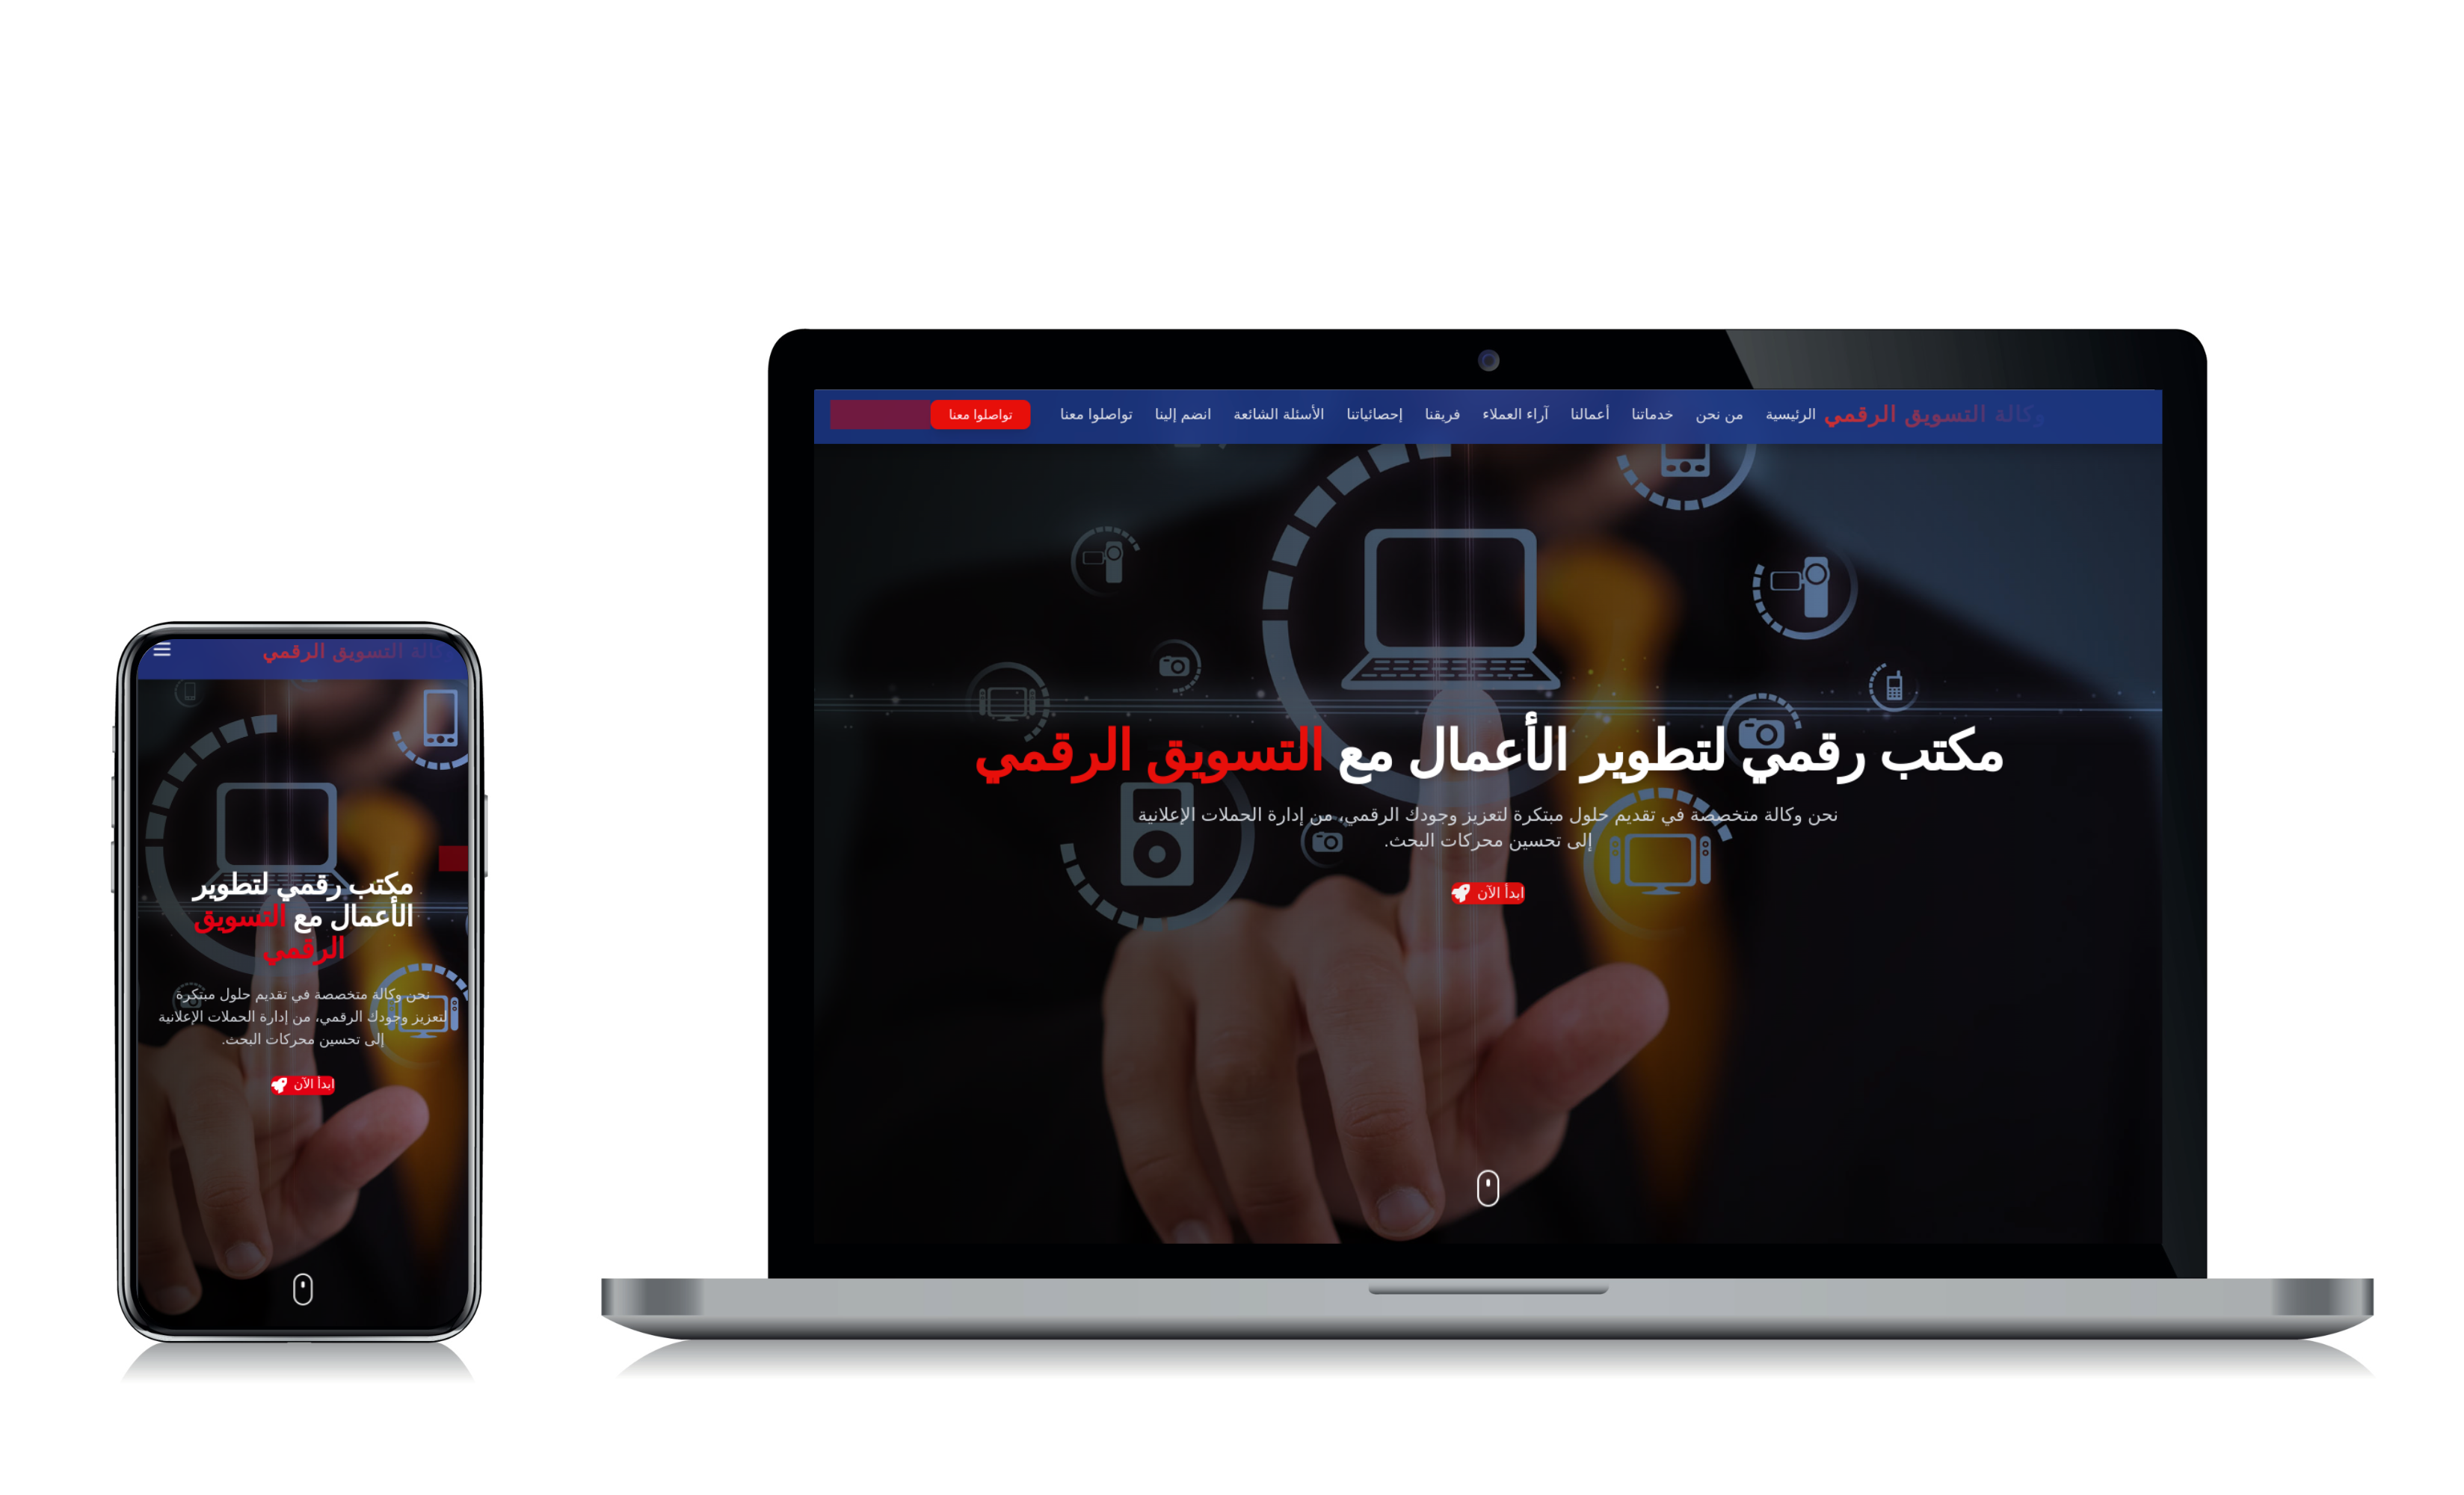 وكالة التسويق الرقمي
الرئيسية من نحن خدماتنا أعمالنا آراء العملاء فريقنا إحصائياتنا الأسئلة الشائعة انضم إلينا تواصلوا معنا
تواصلوا معنا
مكتب رقمي لتطوير الأعمال مع التسويق الرقمي
نحن وكالة متخصصة في تقديم حلول مبتكرة لتعزيز وجودك الرقمي، من إدارة الحملات الإعلانية
إلى تحسين محركات البحث.
ابدأ الآن
وكالة التسويق الرقمي
مكتب رقمي لتطوير
الأعمال مع التسويق
الرقمي
نحن وكالة متخصصة في تقديم حلول مبتكرة
لتعزيز وجودك الرقمي، من إدارة الحملات الإعلانية
إلى تحسين محركات البحث.
ابدأ الآن